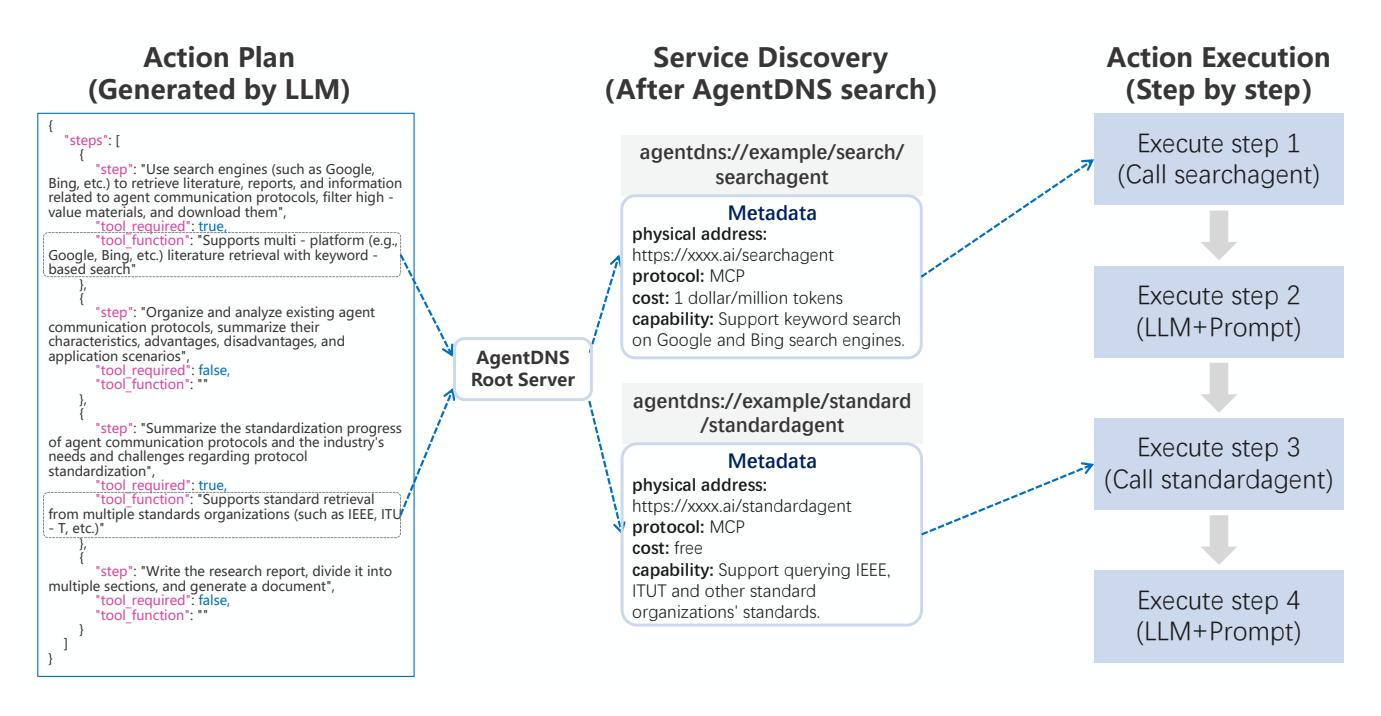 Action Plan
(Generated by LLM)
{
"steps": [
{
"step": "Use search engines (such as Google,
Bing, etc.) to retrieve literature, reports, and information
related to agent communication protocols, filter high -
value materials, and download them",
"tool_required": true,
"tool_function": "Supports multi - platform (e.g.,
Google, Bing, etc.) literature retrieval with keyword -
based search"
},
{
"step": "Organize and analyze existing agent
communication protocols, summarize their
characteristics, advantages, disadvantages, and
application scenarios",
"tool_required": false,
"tool_function": ""
},
{
"step": "Summarize the standardization progress
of agent communication protocols and the industry's
needs and challenges regarding protocol
standardization",
"tool_required": true,
"tool_function": "Supports standard retrieval
from multiple standards organizations (such as IEEE, ITU
- T, etc.)"
},
{
"step": "Write the research report, divide it into
multiple sections, and generate a document",
"tool_required": false,
"tool_function": ""
}
]
}
AgentDNS
Root Server
Service Discovery
(After AgentDNS search)
agentdns://example/search/
searchagent
Metadata
physical address:
https://xxxx.ai/searchagent
protocol: MCP
cost: 1 dollar/million tokens
capability: Support keyword search
on Google and Bing search engines.
agentdns://example/standard
/standardagent
Metadata
physical address:
https://xxxx.ai/standardagent
protocol: MCP
cost: free
capability: Support querying IEEE,
ITUT and other standard
organizations' standards.
Action Execution
(Step by step)
Execute step 1
(Call searchagent)
Execute step 2
(LLM+Prompt)
Execute step 3
(Call standardagent)
Execute step 4
(LLM+Prompt)